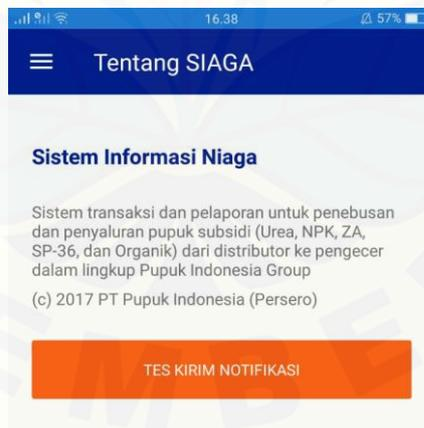 16.38
57%
Tentang SIAGA
Sistem Informasi Niaga
Sistem transaksi dan pelaporan untuk penebusan
dan penyaluran pupuk subsidi (Urea, NPK, ZA,
SP-36, dan Organik) dari distributor ke pengecer
dalam lingkup Pupuk Indonesia Group
(c) 2017 PT Pupuk Indonesia (Persero)
TES KIRIM NOTIFIKASI